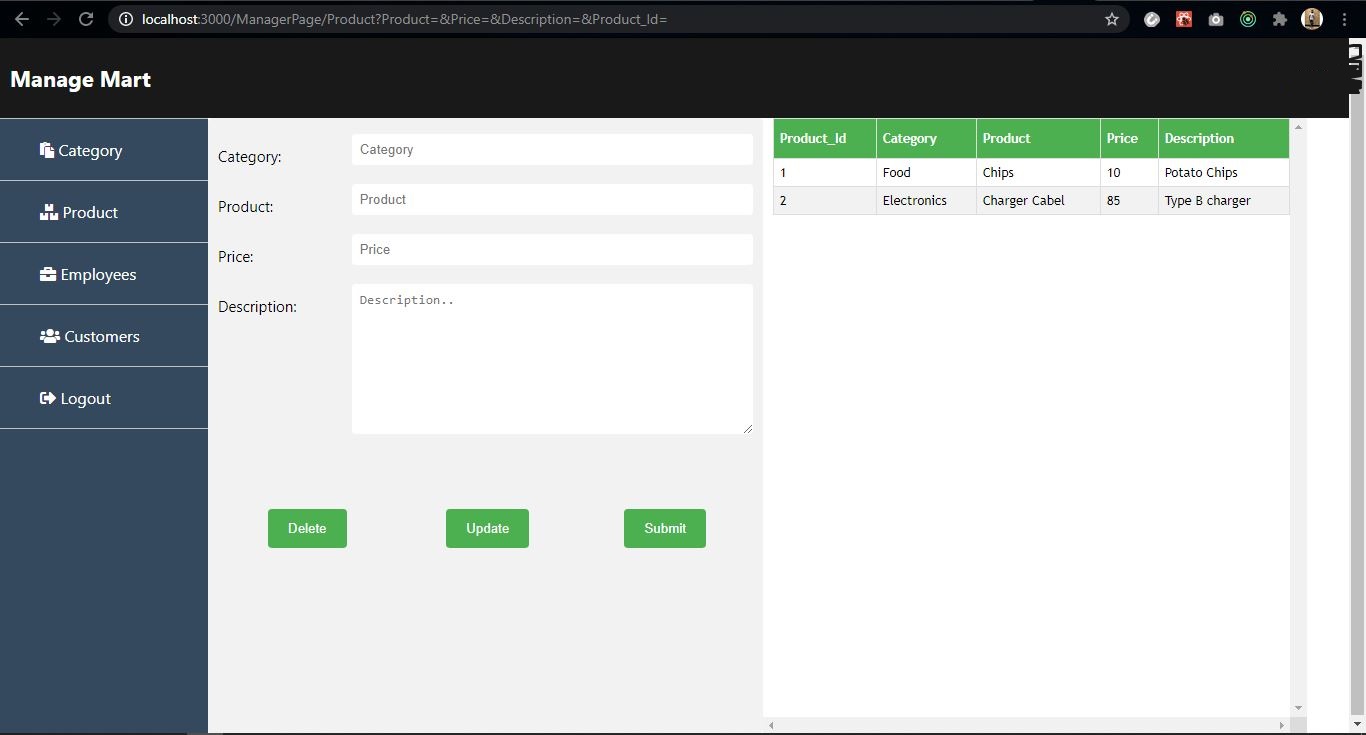 localhost:3000/ManagerPage/Product?Product=&Price=&Description=&Product_Id=
Manage Mart
Category
Product
Employees
Customers
Logout
Category: Category
Product: Product
Price: Price
Description: Description..
Delete Update Submit
Product_Id Category Product Price Description
1 Food Chips 10 Potato Chips
2 Electronics Charger Cabel 85 Type B charger